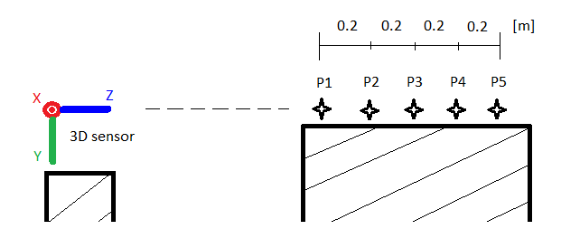 0.2 0.2 0.2 0.2 [m]
P1 P2 P3 P4 P5
X Z
3D sensor
Y